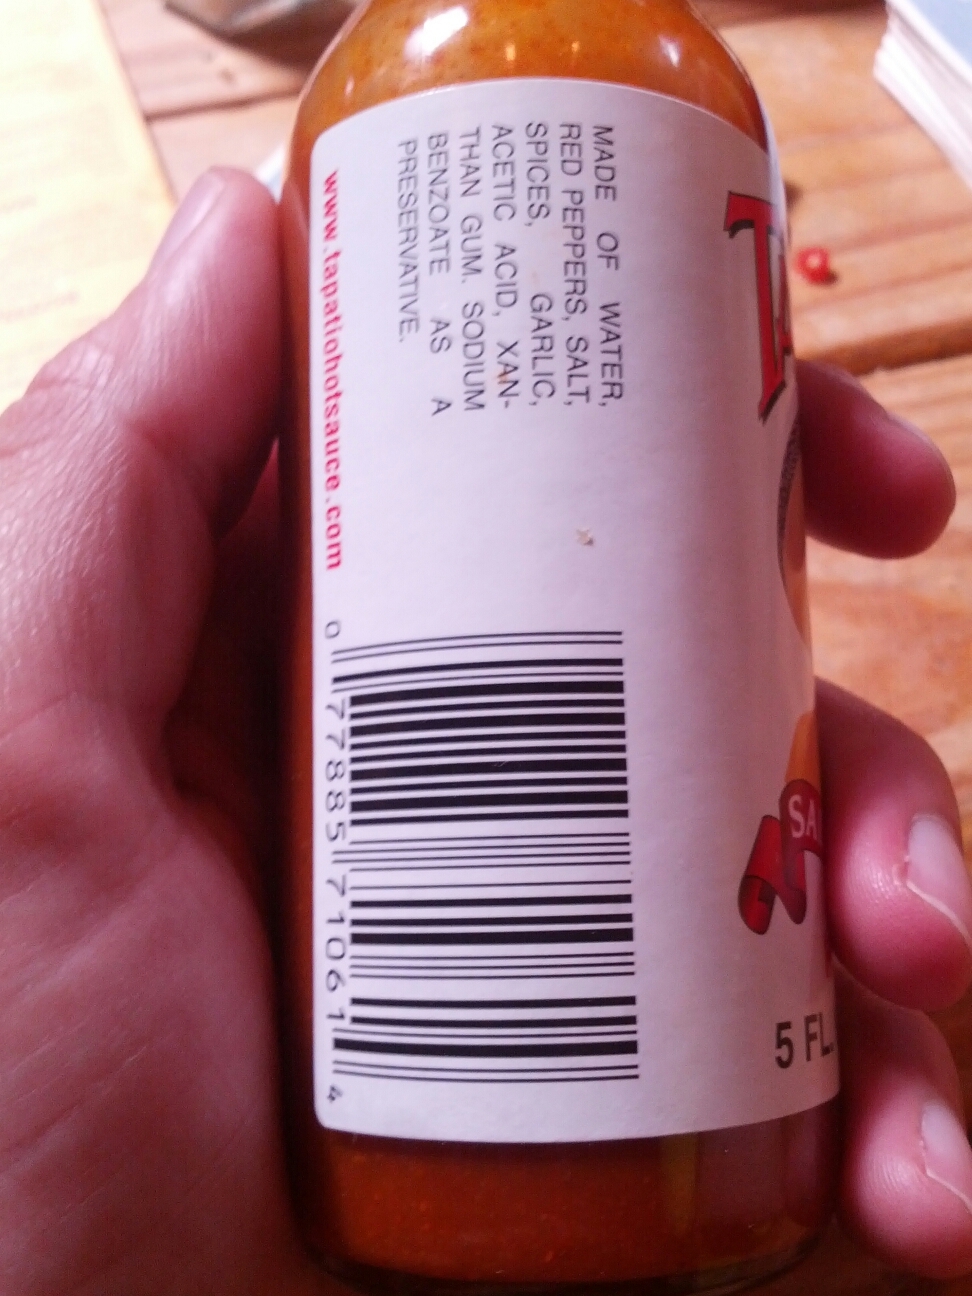 MADE OF WATER,
RED PEPPERS, SALT,
SPICES, GARLIC,
ACETIC ACID, XAN-
THAN GUM. SODIUM
BENZOATE AS A
PRESERVATIVE.
www.tapatiohotsauce.com
0 77885 71061 4
SA
5 FL.